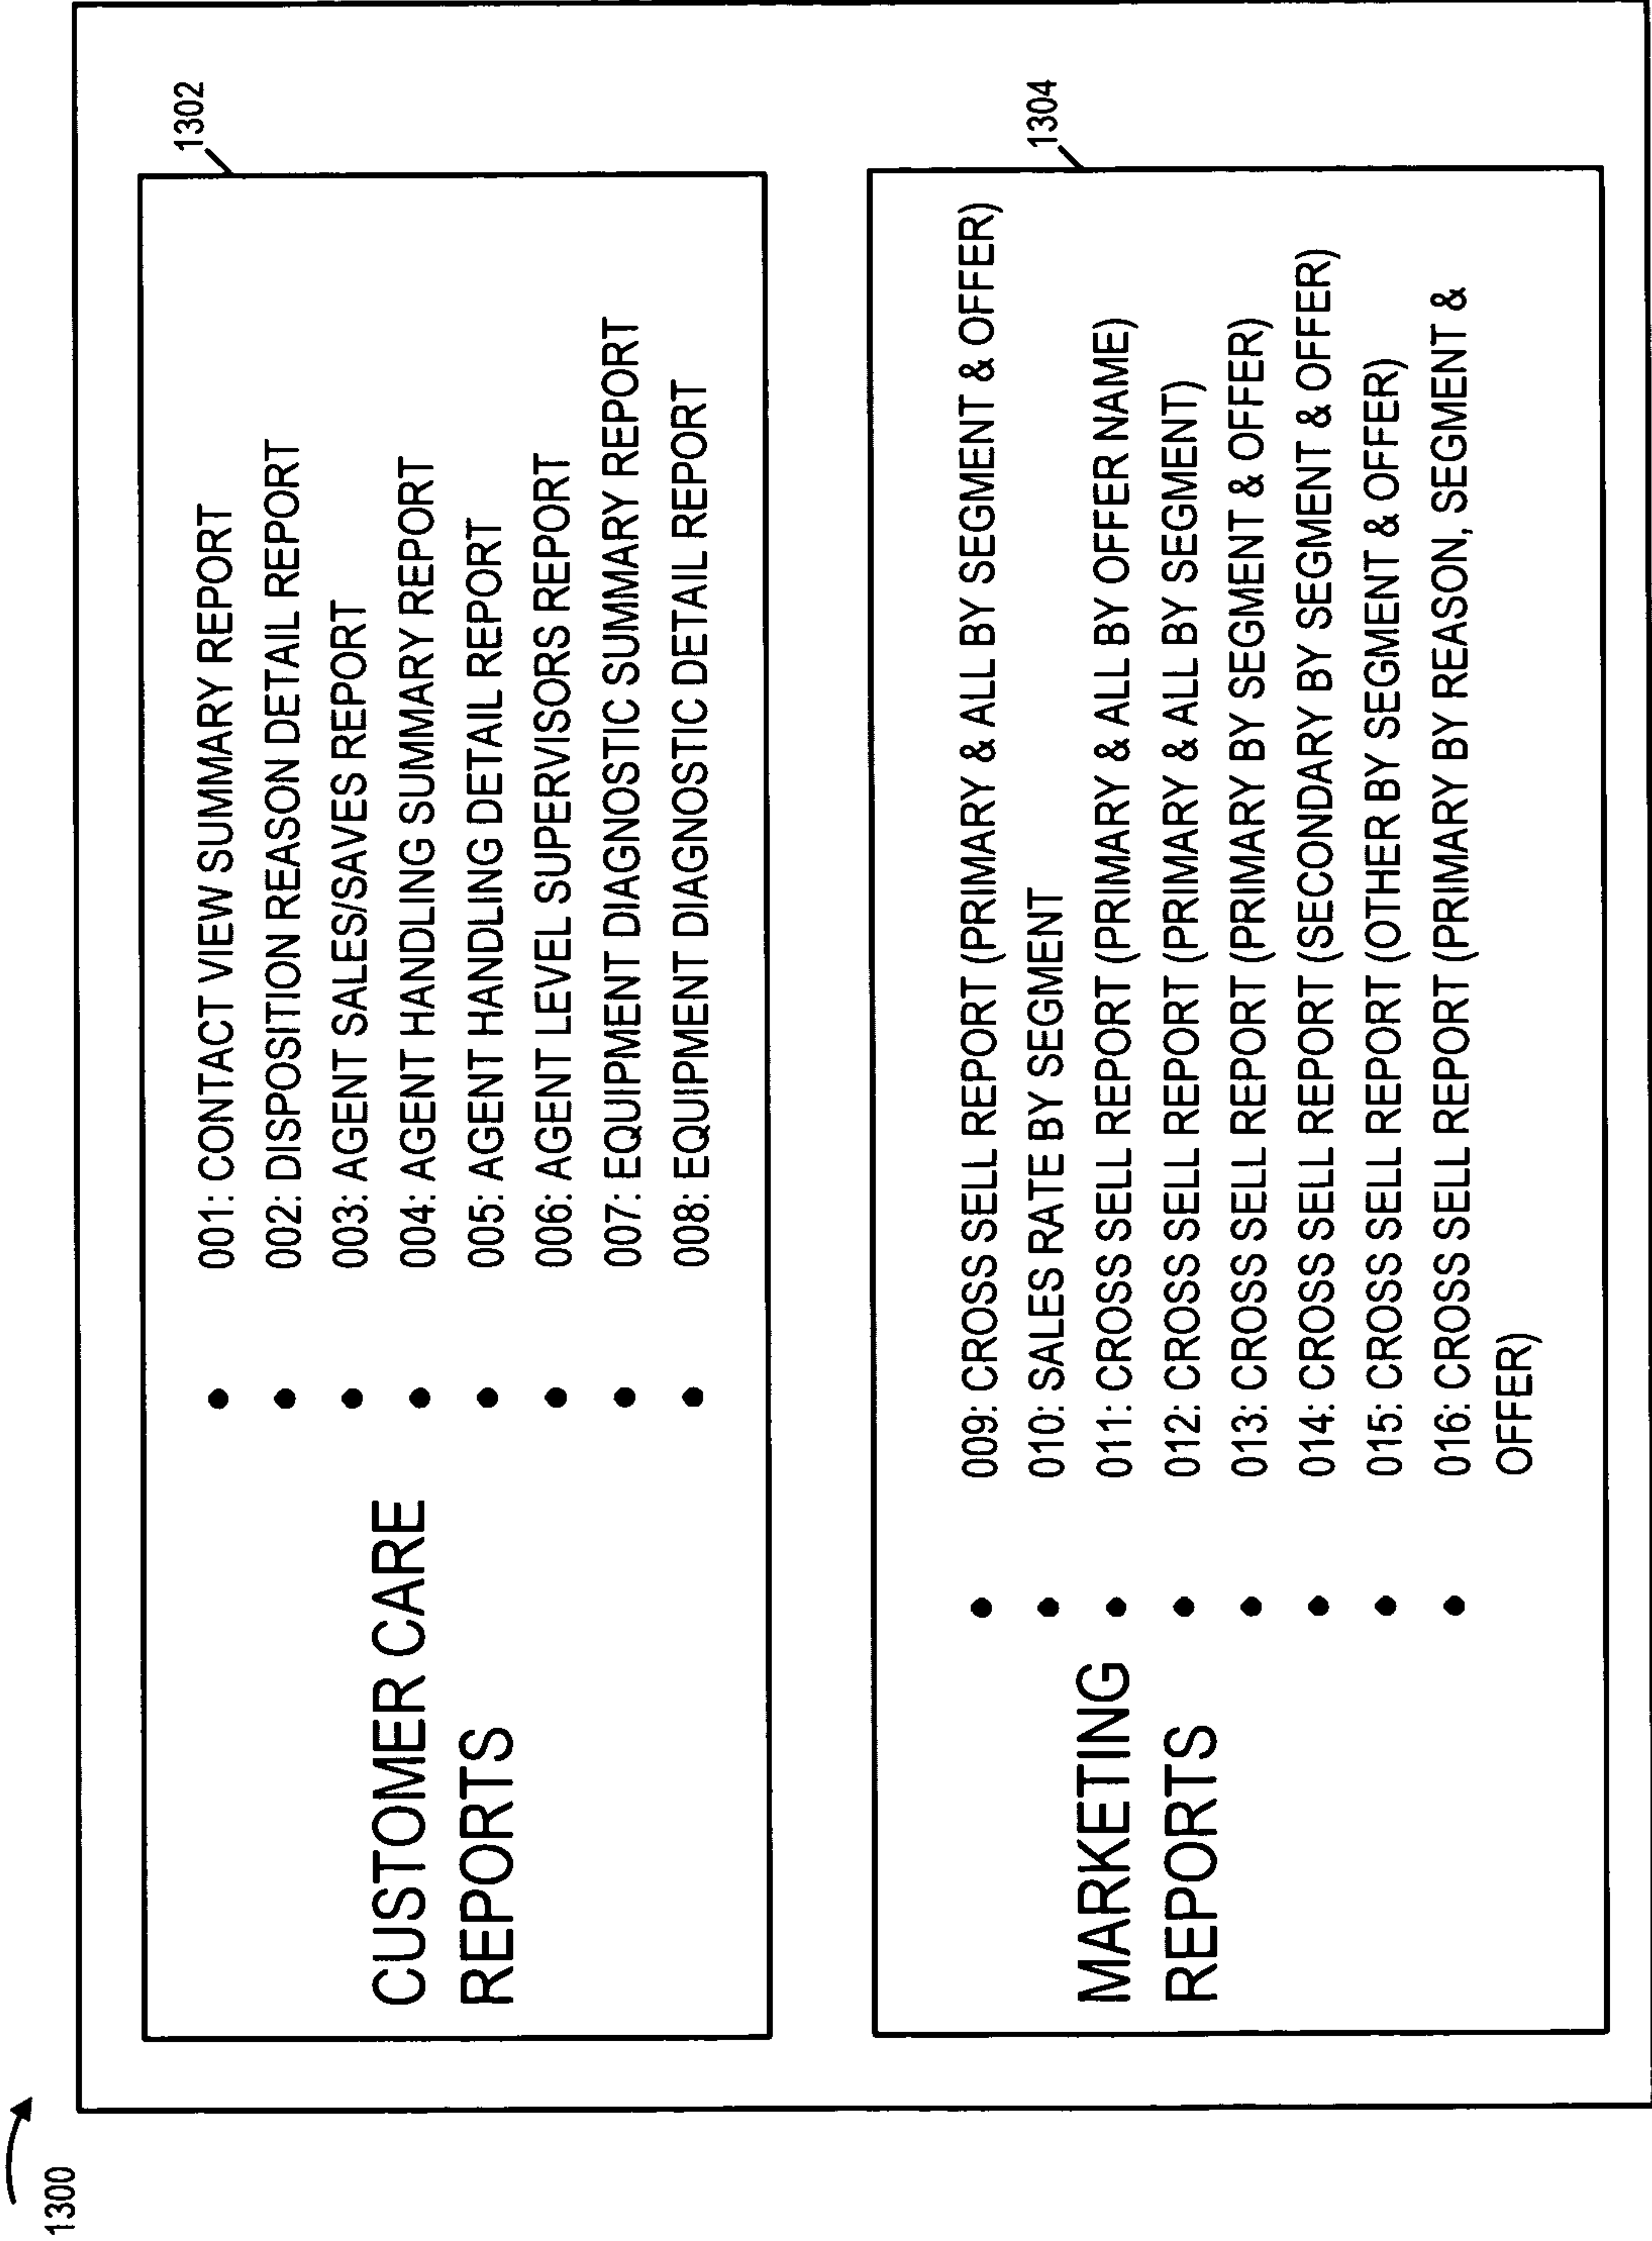 1300
1302
CUSTOMER CARE
REPORTS
• 001: CONTACT VIEW SUMMARY REPORT
• 002: DISPOSITION REASON DETAIL REPORT
• 003: AGENT SALES/SAVES REPORT
• 004: AGENT HANDLING SUMMARY REPORT
• 005: AGENT HANDLING DETAIL REPORT
• 006: AGENT LEVEL SUPERVISORS REPORT
• 007: EQUIPMENT DIAGNOSTIC SUMMARY REPORT
• 008: EQUIPMENT DIAGNOSTIC DETAIL REPORT
1304
MARKETING
REPORTS
• 009: CROSS SELL REPORT (PRIMARY & ALL BY SEGMENT & OFFER)
• 010: SALES RATE BY SEGMENT
• 011: CROSS SELL REPORT (PRIMARY & ALL BY OFFER NAME)
• 012: CROSS SELL REPORT (PRIMARY & ALL BY SEGMENT)
• 013: CROSS SELL REPORT (PRIMARY BY SEGMENT & OFFER)
• 014: CROSS SELL REPORT (SECONDARY BY SEGMENT & OFFER)
• 015: CROSS SELL REPORT (OTHER BY SEGMENT & OFFER)
• 016: CROSS SELL REPORT (PRIMARY BY REASON, SEGMENT &
OFFER)